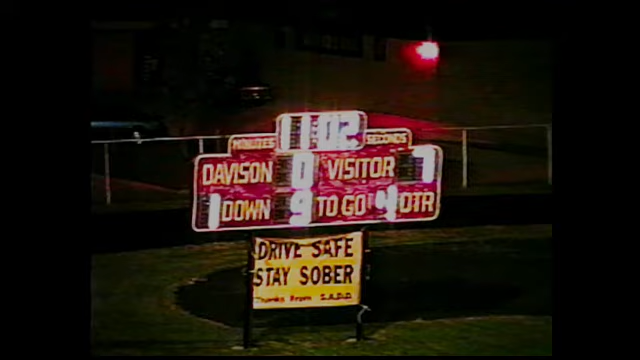 11:02
MINUTES SECONDS
DAVISON 0 VISITOR 7
1 DOWN 9 TO GO 4 QTR
DRIVE SAFE
STAY SOBER
Thanks From S.A.D.D.